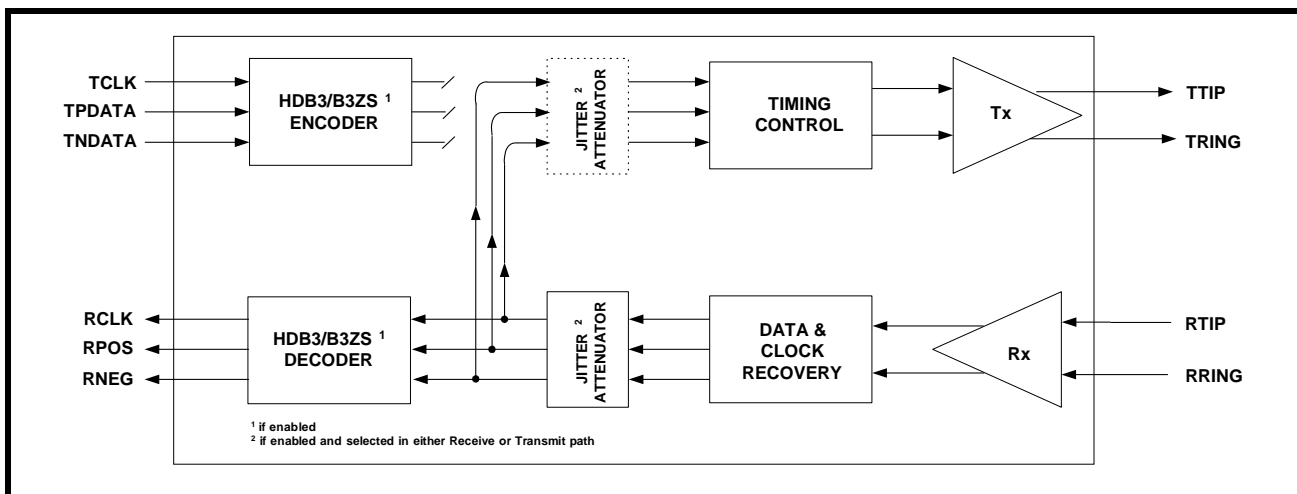 TCLK
TPDATA
TNDATA
HDB3/B3ZS 1
ENCODER
JITTER 2
ATTENUATOR
TIMING
CONTROL
Tx
TTIP
TRING
RCLK
RPOS
RNEG
HDB3/B3ZS 1
DECODER
JITTER 2
ATTENUATOR
DATA &
CLOCK
RECOVERY
Rx
RTIP
RRING
1 if enabled
2 if enabled and selected in either Receive or Transmit path